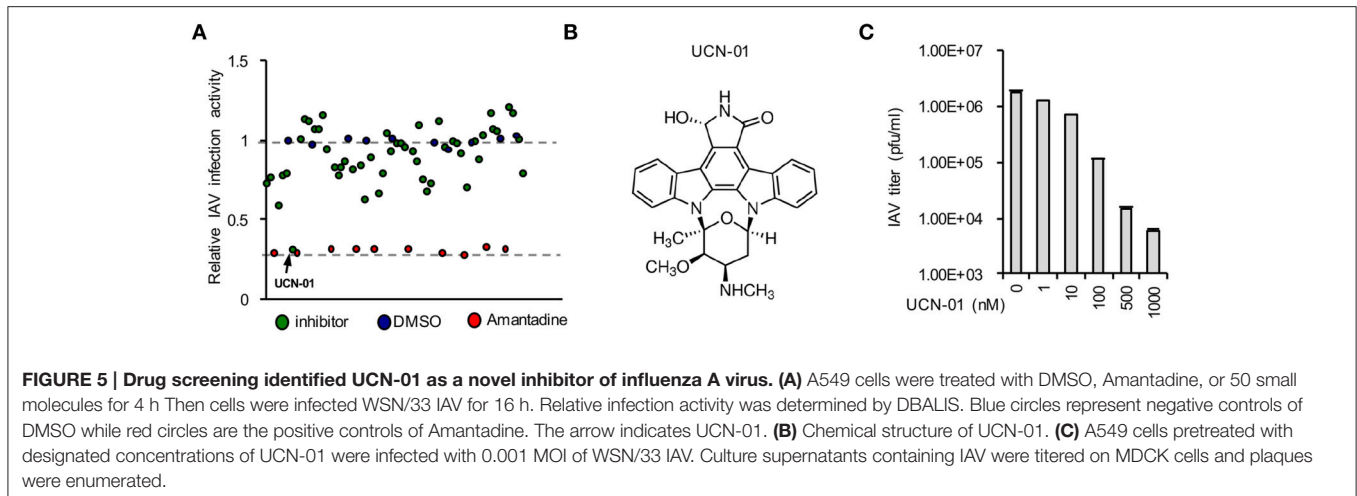 A
Relative IAV infection activity
1.5
1
0.5
0
UCN-01
inhibitor
DMSO
Amantadine
B
UCN-01
H
N
HO
O
N
N
O
H3C
H
CH3O
NHCH3
C
IAV titer (pfu/ml)
1.00E+07
1.00E+06
1.00E+05
1.00E+04
1.00E+03
UCN-01 (nM)
0
1
10
100
500
1000
FIGURE 5 | Drug screening identified UCN-01 as a novel inhibitor of influenza A virus. (A) A549 cells were treated with DMSO, Amantadine, or 50 small
molecules for 4 h Then cells were infected WSN/33 IAV for 16 h. Relative infection activity was determined by DBALIS. Blue circles represent negative controls of
DMSO while red circles are the positive controls of Amantadine. The arrow indicates UCN-01. (B) Chemical structure of UCN-01. (C) A549 cells pretreated with
designated concentrations of UCN-01 were infected with 0.001 MOI of WSN/33 IAV. Culture supernatants containing IAV were titered on MDCK cells and plaques
were enumerated.